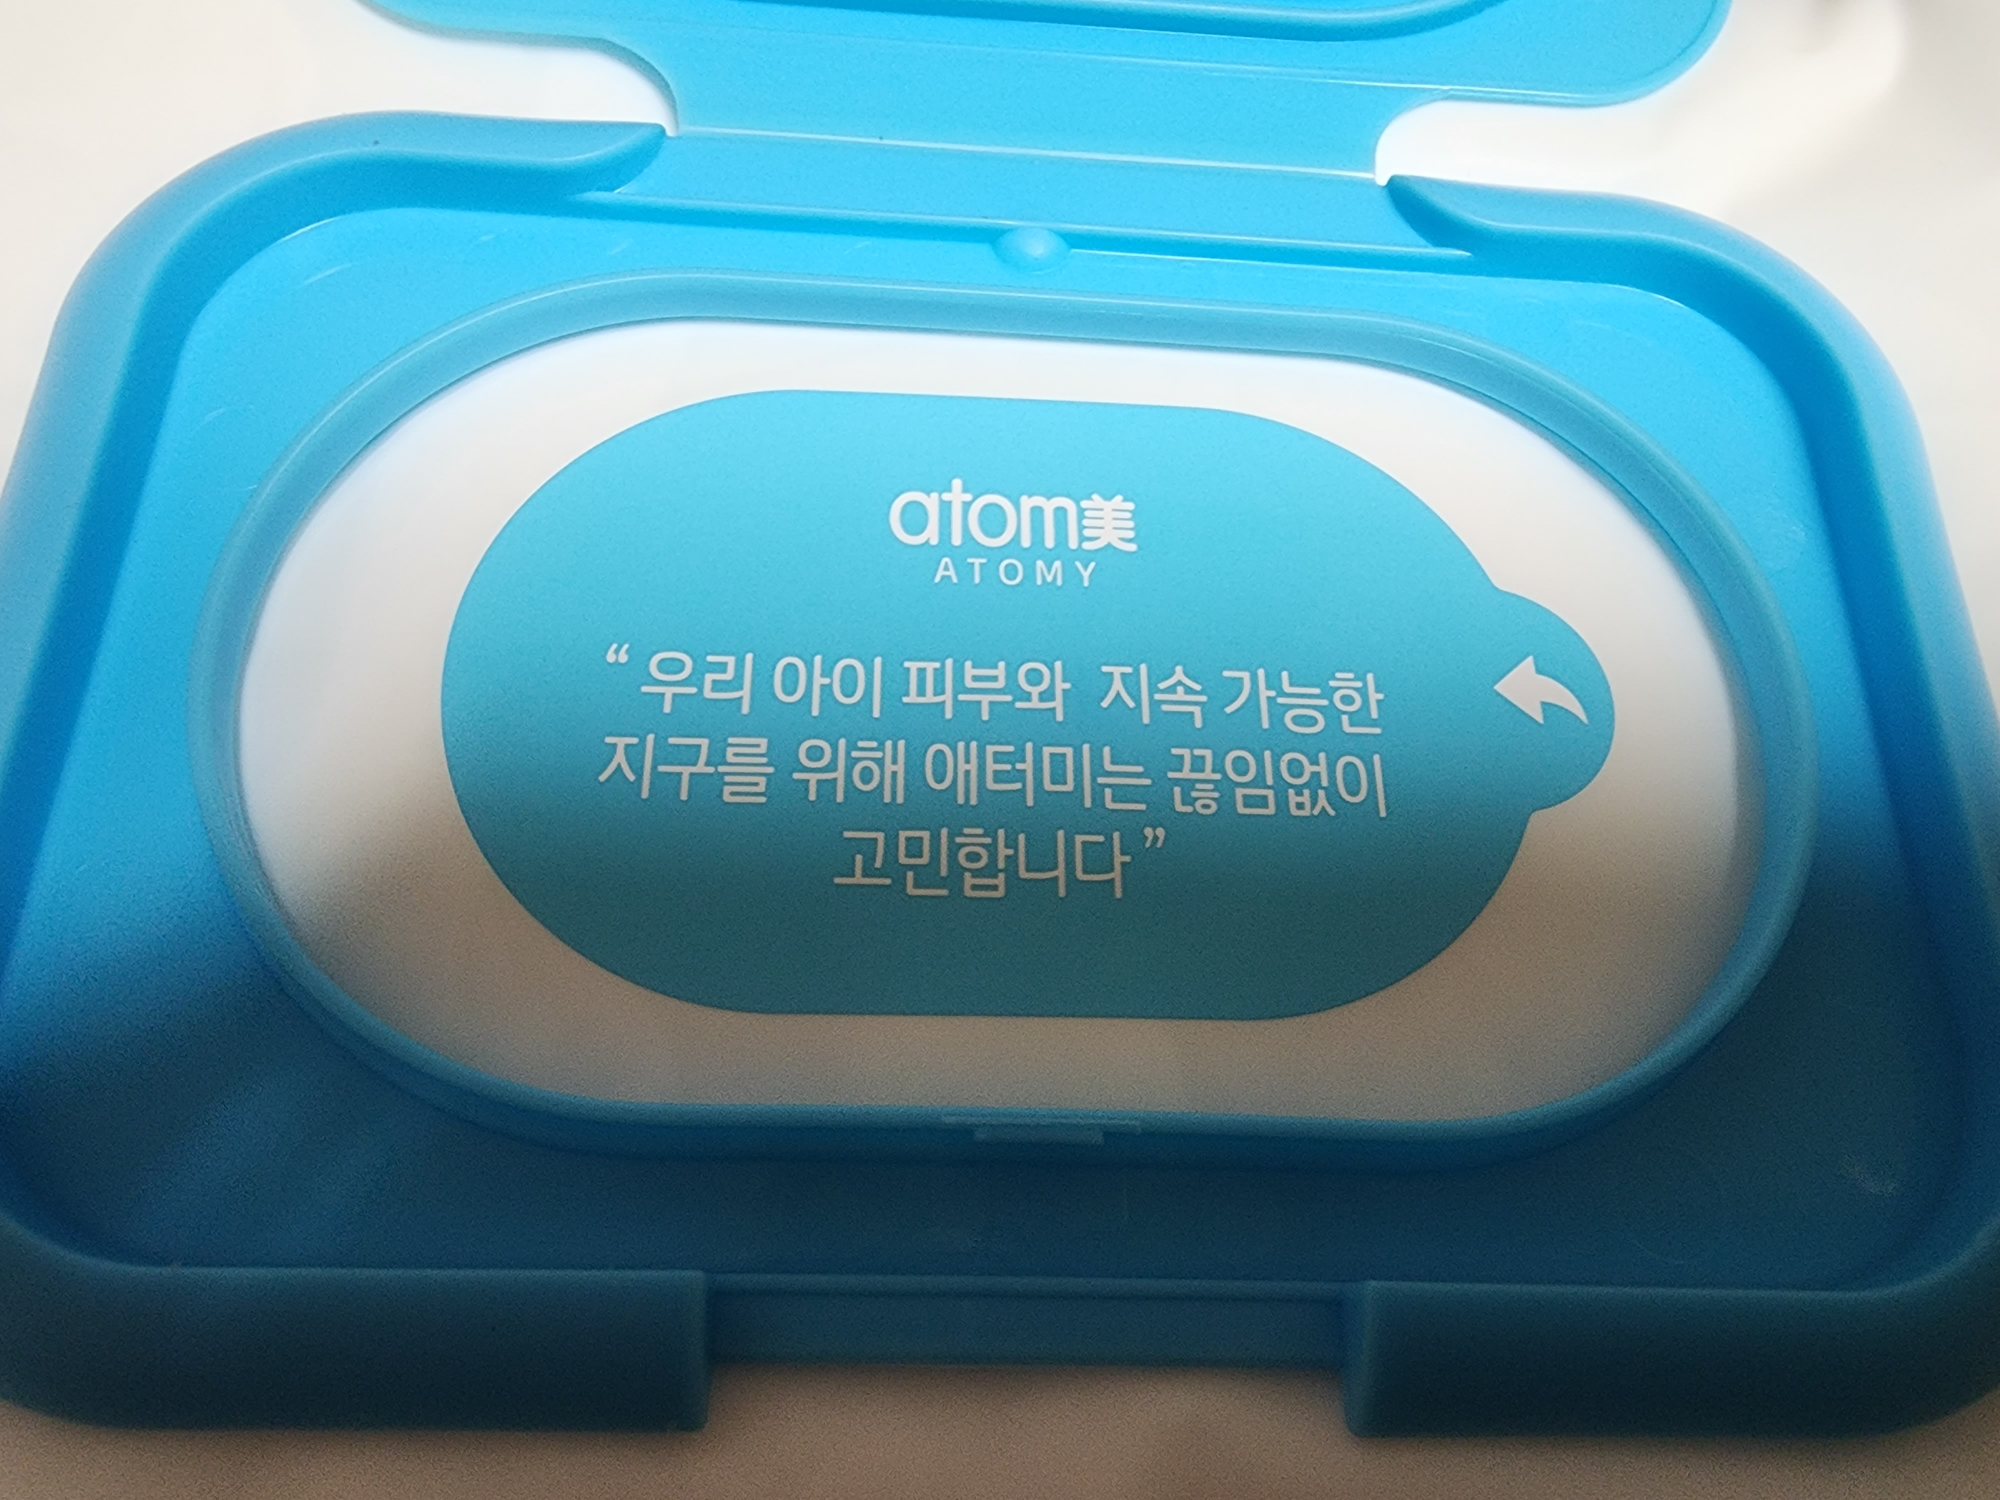 atom美
ATOMY
“ 우리 아이 피부와 지속 가능한
지구를 위해 애터미는 끊임없이
고민합니다 ”